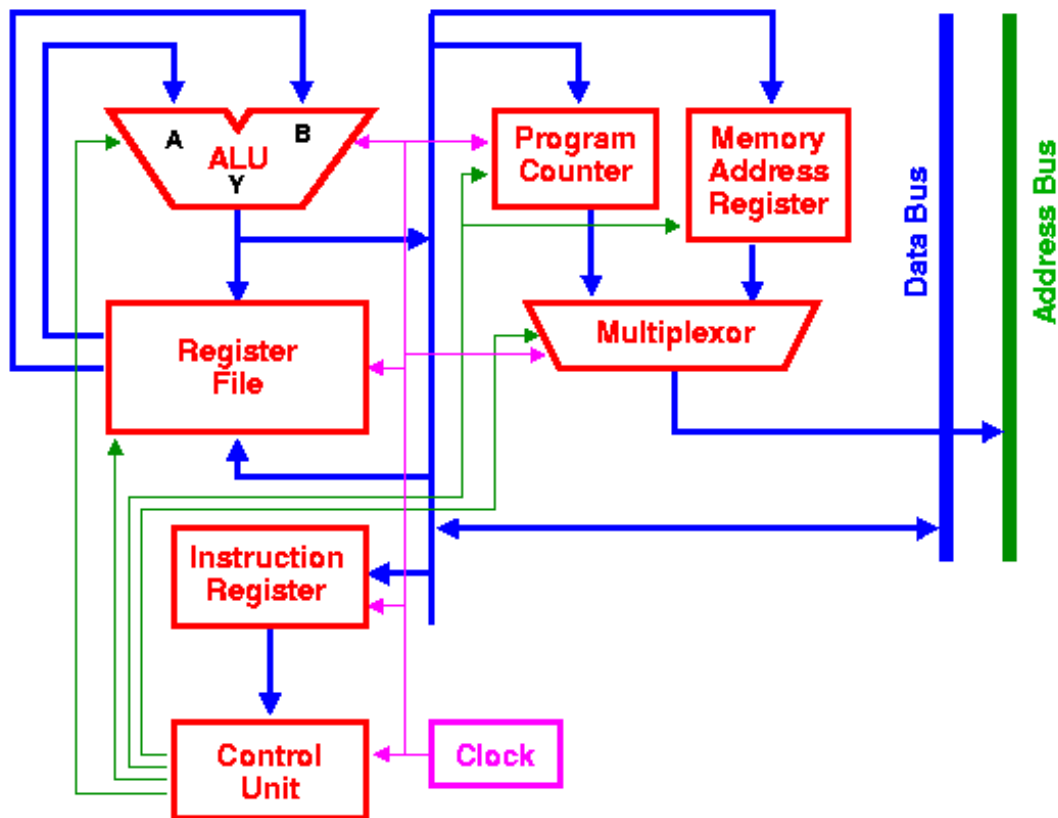 A
B
ALU
Y
Program
Counter
Memory
Address
Register
Data Bus
Address Bus
Register
File
Multiplexor
Instruction
Register
Control
Unit
Clock